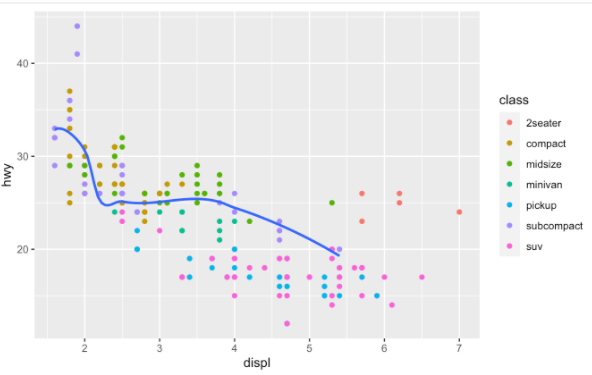 40
30
20
hwy
2
3
4
5
6
7
displ
class
2seater
compact
midsize
minivan
pickup
subcompact
suv